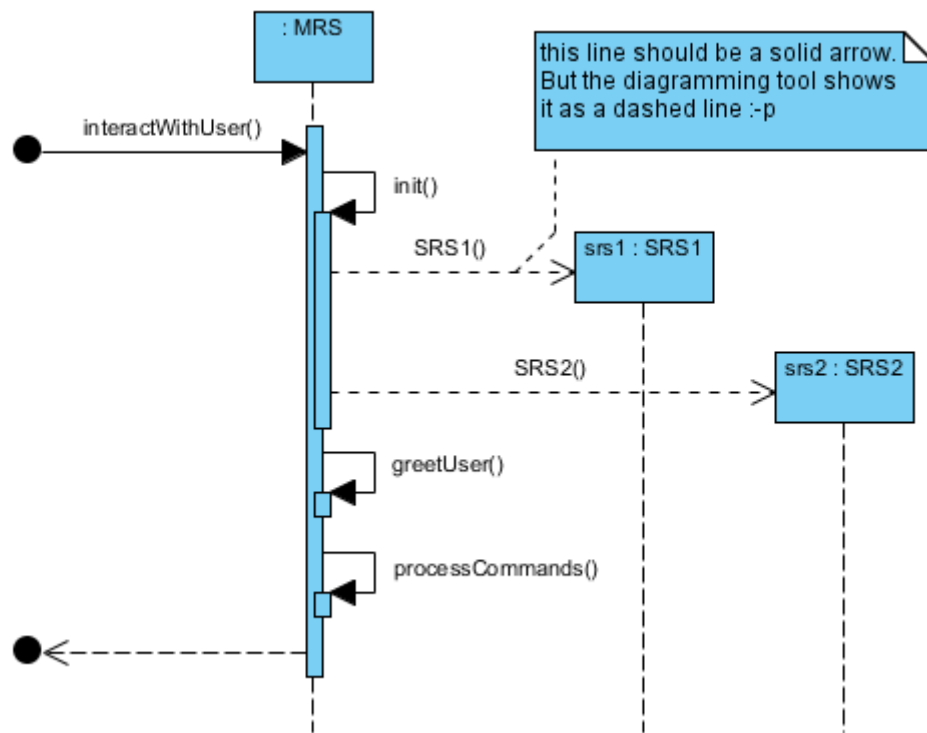 : MRS
this line should be a solid arrow.
But the diagramming tool shows
it as a dashed line :-p
interactWithUser()
init()
SRS1()
srs1 : SRS1
SRS2()
srs2 : SRS2
greetUser()
processCommands()